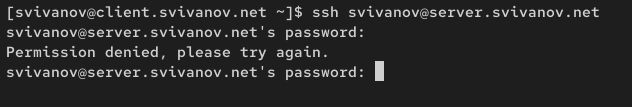 [svivanov@client.svivanov.net ~]$ ssh svivanov@server.svivanov.net
svivanov@server.svivanov.net's password:
Permission denied, please try again.
svivanov@server.svivanov.net's password: